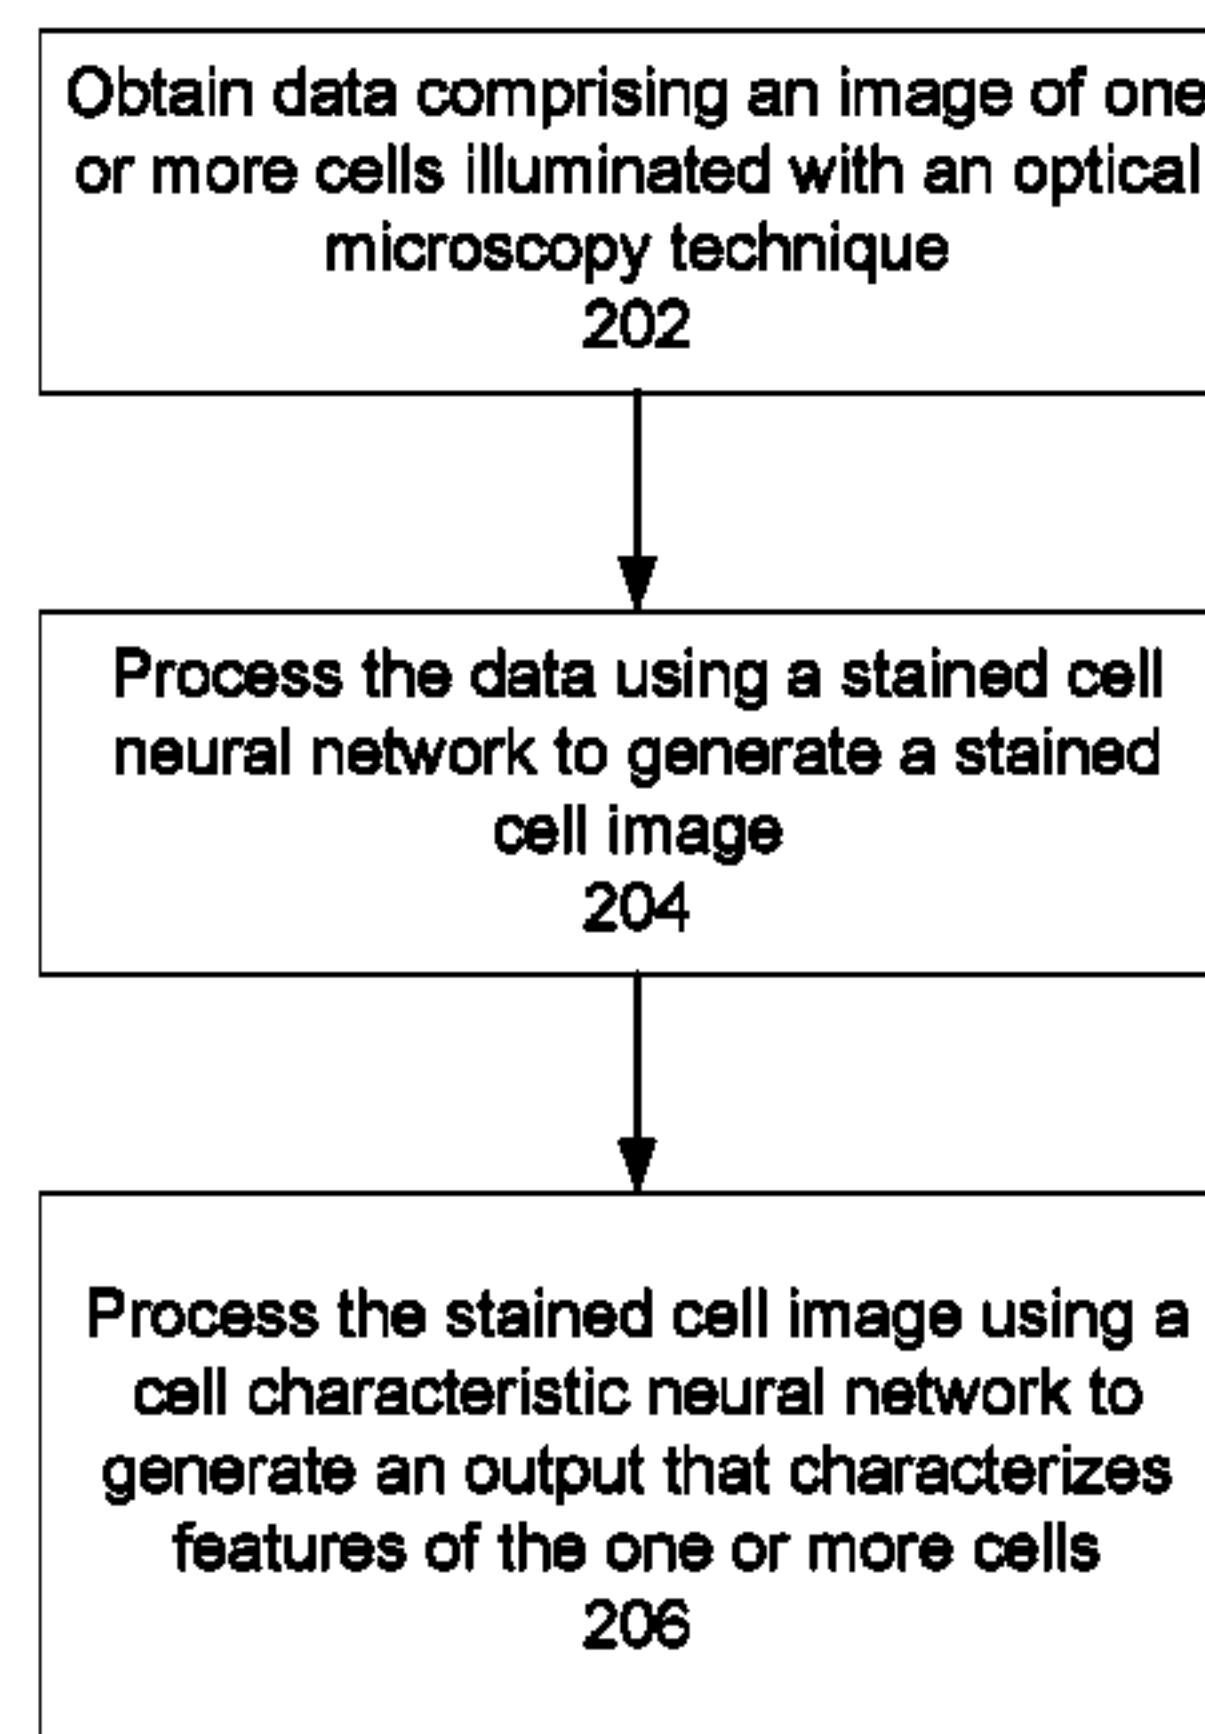 Obtain data comprising an image of one
or more cells illuminated with an optical
microscopy technique
202
Process the data using a stained cell
neural network to generate a stained
cell image
204
Process the stained cell image using a
cell characteristic neural network to
generate an output that characterizes
features of the one or more cells
206